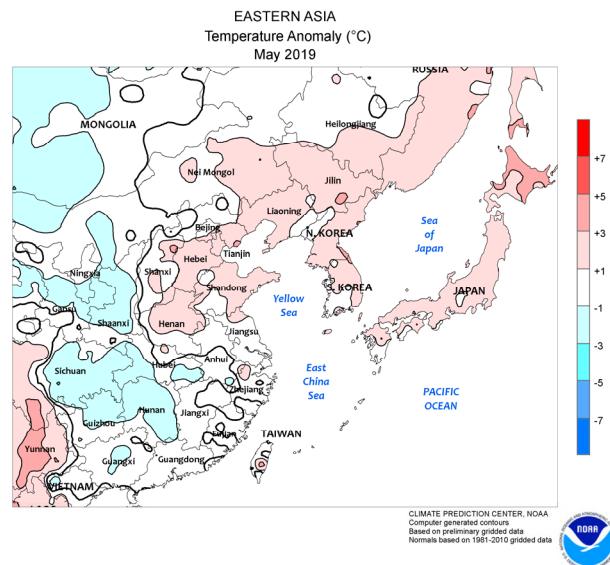 EASTERN ASIA
Temperature Anomaly (°C)
May 2019
RUSSIA
MONGOLIA
Heilongjiang
Nei Mongol
Jilin
Liaoning
Bejing
N. KOREA
Tianjin
Hebei
Sea
of
Japan
Ningxia
Shanxi
Shandong
S. KOREA
JAPAN
Gansu
Shaanxi
Henan
Jiangsu
Yellow
Sea
Anhui
Hubei
Sichuan
Zhejiang
East
China
Sea
PACIFIC
OCEAN
Hunan
Jiangxi
Guizhou
Fujian
TAIWAN
Yunnan
Guangxi
Guangdong
VIETNAM
+7
+5
+3
+1
-1
-3
-5
-7
CLIMATE PREDICTION CENTER, NOAA
Computer generated contours
Based on preliminary gridded data
Normals based on 1981-2010 gridded data
NOAA